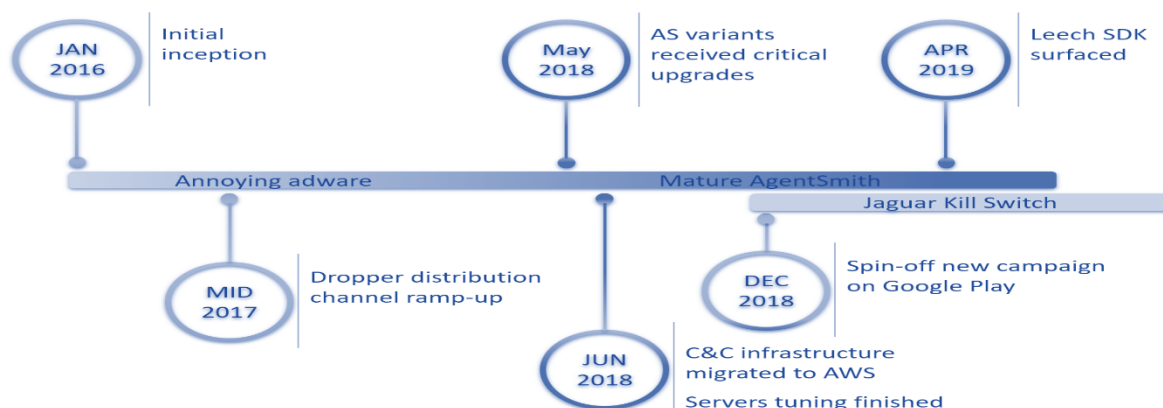 JAN
2016
Initial
inception
May
2018
AS variants
received critical
upgrades
APR
2019
Leech SDK
surfaced
Annoying adware
Mature AgentSmith
Jaguar Kill Switch
MID
2017
Dropper distribution
channel ramp-up
JUN
2018
C&C infrastructure
migrated to AWS
Servers tuning finished
DEC
2018
Spin-off new campaign
on Google Play